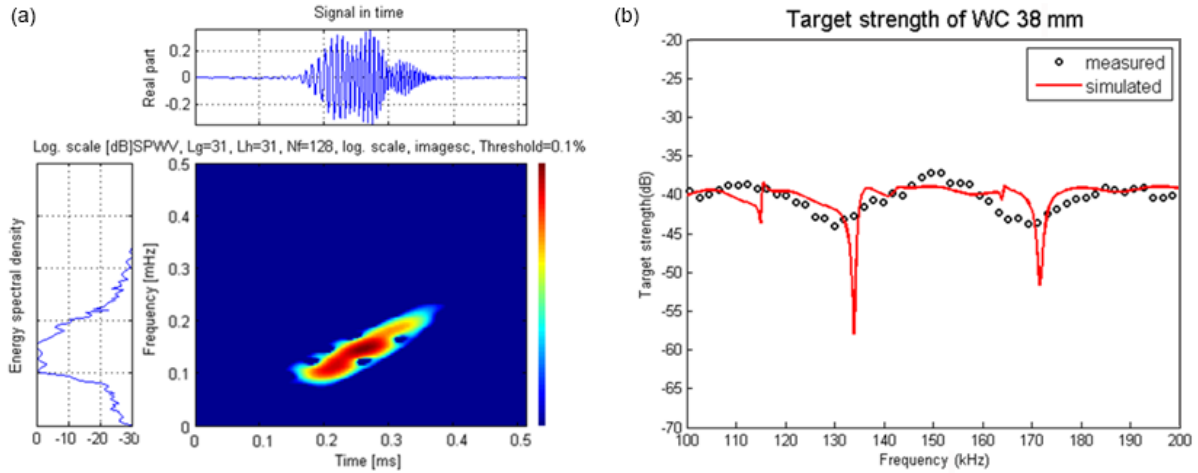 (a)
Signal in time
Real part
0.2
0
-0.2
Log. scale [dB]SPWV, Lg=31, Lh=31, Nf=128, log. scale, imagesc, Threshold=0.1%
Energy spectral density
0 -10 -20 -30
Frequency [mHz]
0.5
0.4
0.3
0.2
0.1
0
0 0.1 0.2 0.3 0.4 0.5
Time [ms]
(b)
Target strength of WC 38 mm
measured
simulated
Target strength(dB)
-20
-25
-30
-35
-40
-45
-50
-55
-60
-65
-70
100 110 120 130 140 150 160 170 180 190 200
Frequency (kHz)